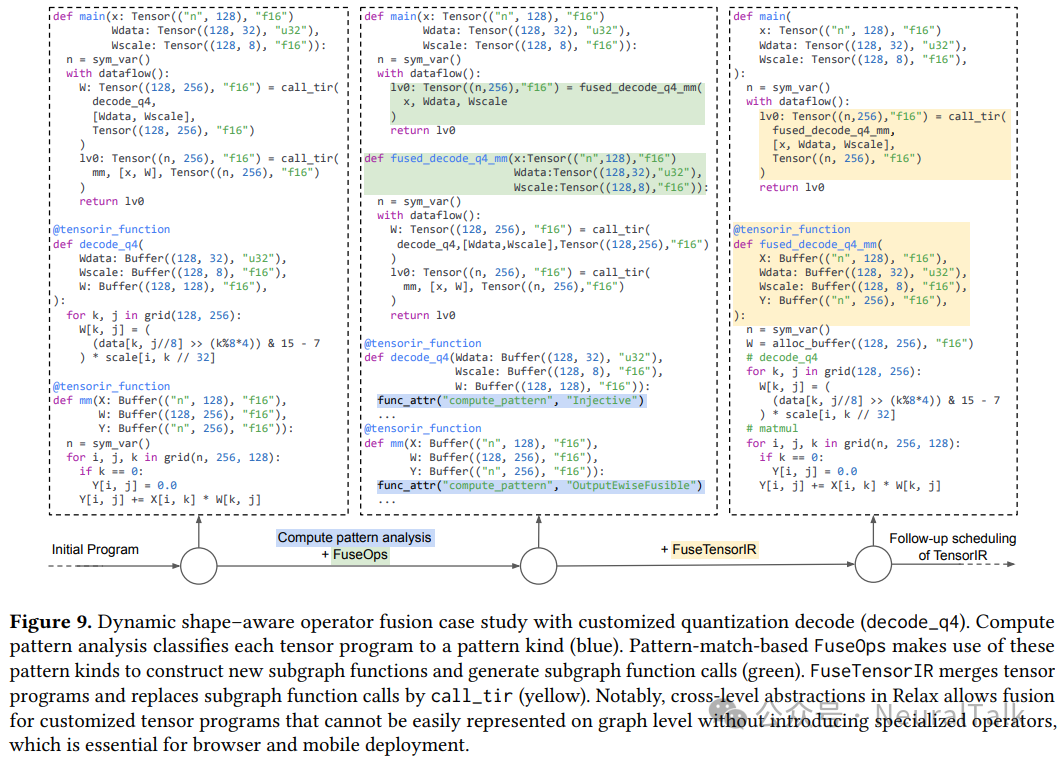 def main(x: Tensor(("n", 128), "f16")
         Wdata: Tensor((128, 32), "u32"),
         Wscale: Tensor((128, 8), "f16")):
  n = sym_var()
  with dataflow():
    W: Tensor((128, 256), "f16") = call_tir(
      decode_q4,
      [Wdata, Wscale],
      Tensor((128, 256), "f16")
    )
    lv0: Tensor((n, 256), "f16") = call_tir(
      mm, [x, W], Tensor((n, 256), "f16")
    )
    return lv0
@tensorir_function
def decode_q4(
    Wdata: Buffer((128, 32), "u32"),
    Wscale: Buffer((128, 8), "f16"),
    W: Buffer((128, 128), "f16"),
):
  for k, j in grid(128, 256):
    W[k, j] = (
      (data[k, j//8] >> (k%8*4)) & 15 - 7
    ) * scale[i, k // 32]
@tensorir_function
def mm(X: Buffer(("n", 128), "f16"),
       W: Buffer((128, 256), "f16"),
       Y: Buffer(("n", 256), "f16")):
  n = sym_var()
  for i, j, k in grid(n, 256, 128):
    if k == 0:
      Y[i, j] = 0.0
    Y[i, j] += X[i, k] * W[k, j]
def main(x: Tensor(("n", 128), "f16")
         Wdata: Tensor((128, 32), "u32"),
         Wscale: Tensor((128, 8), "f16")):
  n = sym_var()
  with dataflow():
    lv0: Tensor((n,256),"f16") = fused_decode_q4_mm(
      x, Wdata, Wscale
    )
    return lv0
def fused_decode_q4_mm(x:Tensor(("n",128),"f16")
                       Wdata:Tensor((128,32),"u32"),
                       Wscale:Tensor((128,8),"f16")):
  n = sym_var()
  with dataflow():
    W: Tensor((128, 256), "f16") = call_tir(
     decode_q4,[Wdata,Wscale],Tensor((128,256),"f16")
    )
    lv0: Tensor((n, 256), "f16") = call_tir(
     mm, [x, W], Tensor((n, 256),"f16")
    )
    return lv0
@tensorir_function
def decode_q4(Wdata: Buffer((128, 32), "u32"),
              Wscale: Buffer((128, 8), "f16"),
              W: Buffer((128, 128), "f16")):
  func_attr("compute_pattern", "Injective")
  ...
@tensorir_function
def mm(X: Buffer(("n", 128), "f16"),
       W: Buffer((128, 256), "f16"),
       Y: Buffer(("n", 256), "f16")):
  func_attr("compute_pattern", "OutputEwiseFusible")
  ...
def main(
    x: Tensor(("n", 128), "f16")
    Wdata: Tensor((128, 32), "u32"),
    Wscale: Tensor((128, 8), "f16"),
):
  n = sym_var()
  with dataflow():
    lv0: Tensor((n,256),"f16") = call_tir(
      fused_decode_q4_mm,
      [x, Wdata, Wscale],
      Tensor((n, 256), "f16")
    )
    return lv0
@tensorir_function
def fused_decode_q4_mm(
    X: Buffer(("n", 128), "f16"),
    Wdata: Buffer((128, 32), "u32"),
    Wscale: Buffer((128, 8), "f16"),
    Y: Buffer(("n", 256), "f16"),
):
  n = sym_var()
  W = alloc_buffer((128, 256), "f16")
  # decode_q4
  for k, j in grid(128, 256):
    W[k, j] = (
      (data[k, j//8] >> (k%8*4)) & 15 - 7
    ) * scale[i, k // 32]
  # matmul
  for i, j, k in grid(n, 256, 128):
    if k == 0:
      Y[i, j] = 0.0
    Y[i, j] += X[i, k] * W[k, j]
Initial Program
Compute pattern analysis
+ FuseOps
+ FuseTensorIR
Follow-up scheduling
of TensorIR
Figure 9. Dynamic shape–aware operator fusion case study with customized quantization decode (decode_q4). Compute
pattern analysis classifies each tensor program to a pattern kind (blue). Pattern-match-based FuseOps makes use of these
pattern kinds to construct new subgraph functions and generate subgraph function calls (green). FuseTensorIR merges tensor
programs and replaces subgraph function calls by call_tir (yellow). Notably, cross-level abstractions in Relax allows fusion
for customized tensor programs that cannot be easily represented on graph level without introducing specialized operators,
which is essential for browser and mobile deployment.
公众号 · NeuralTalk